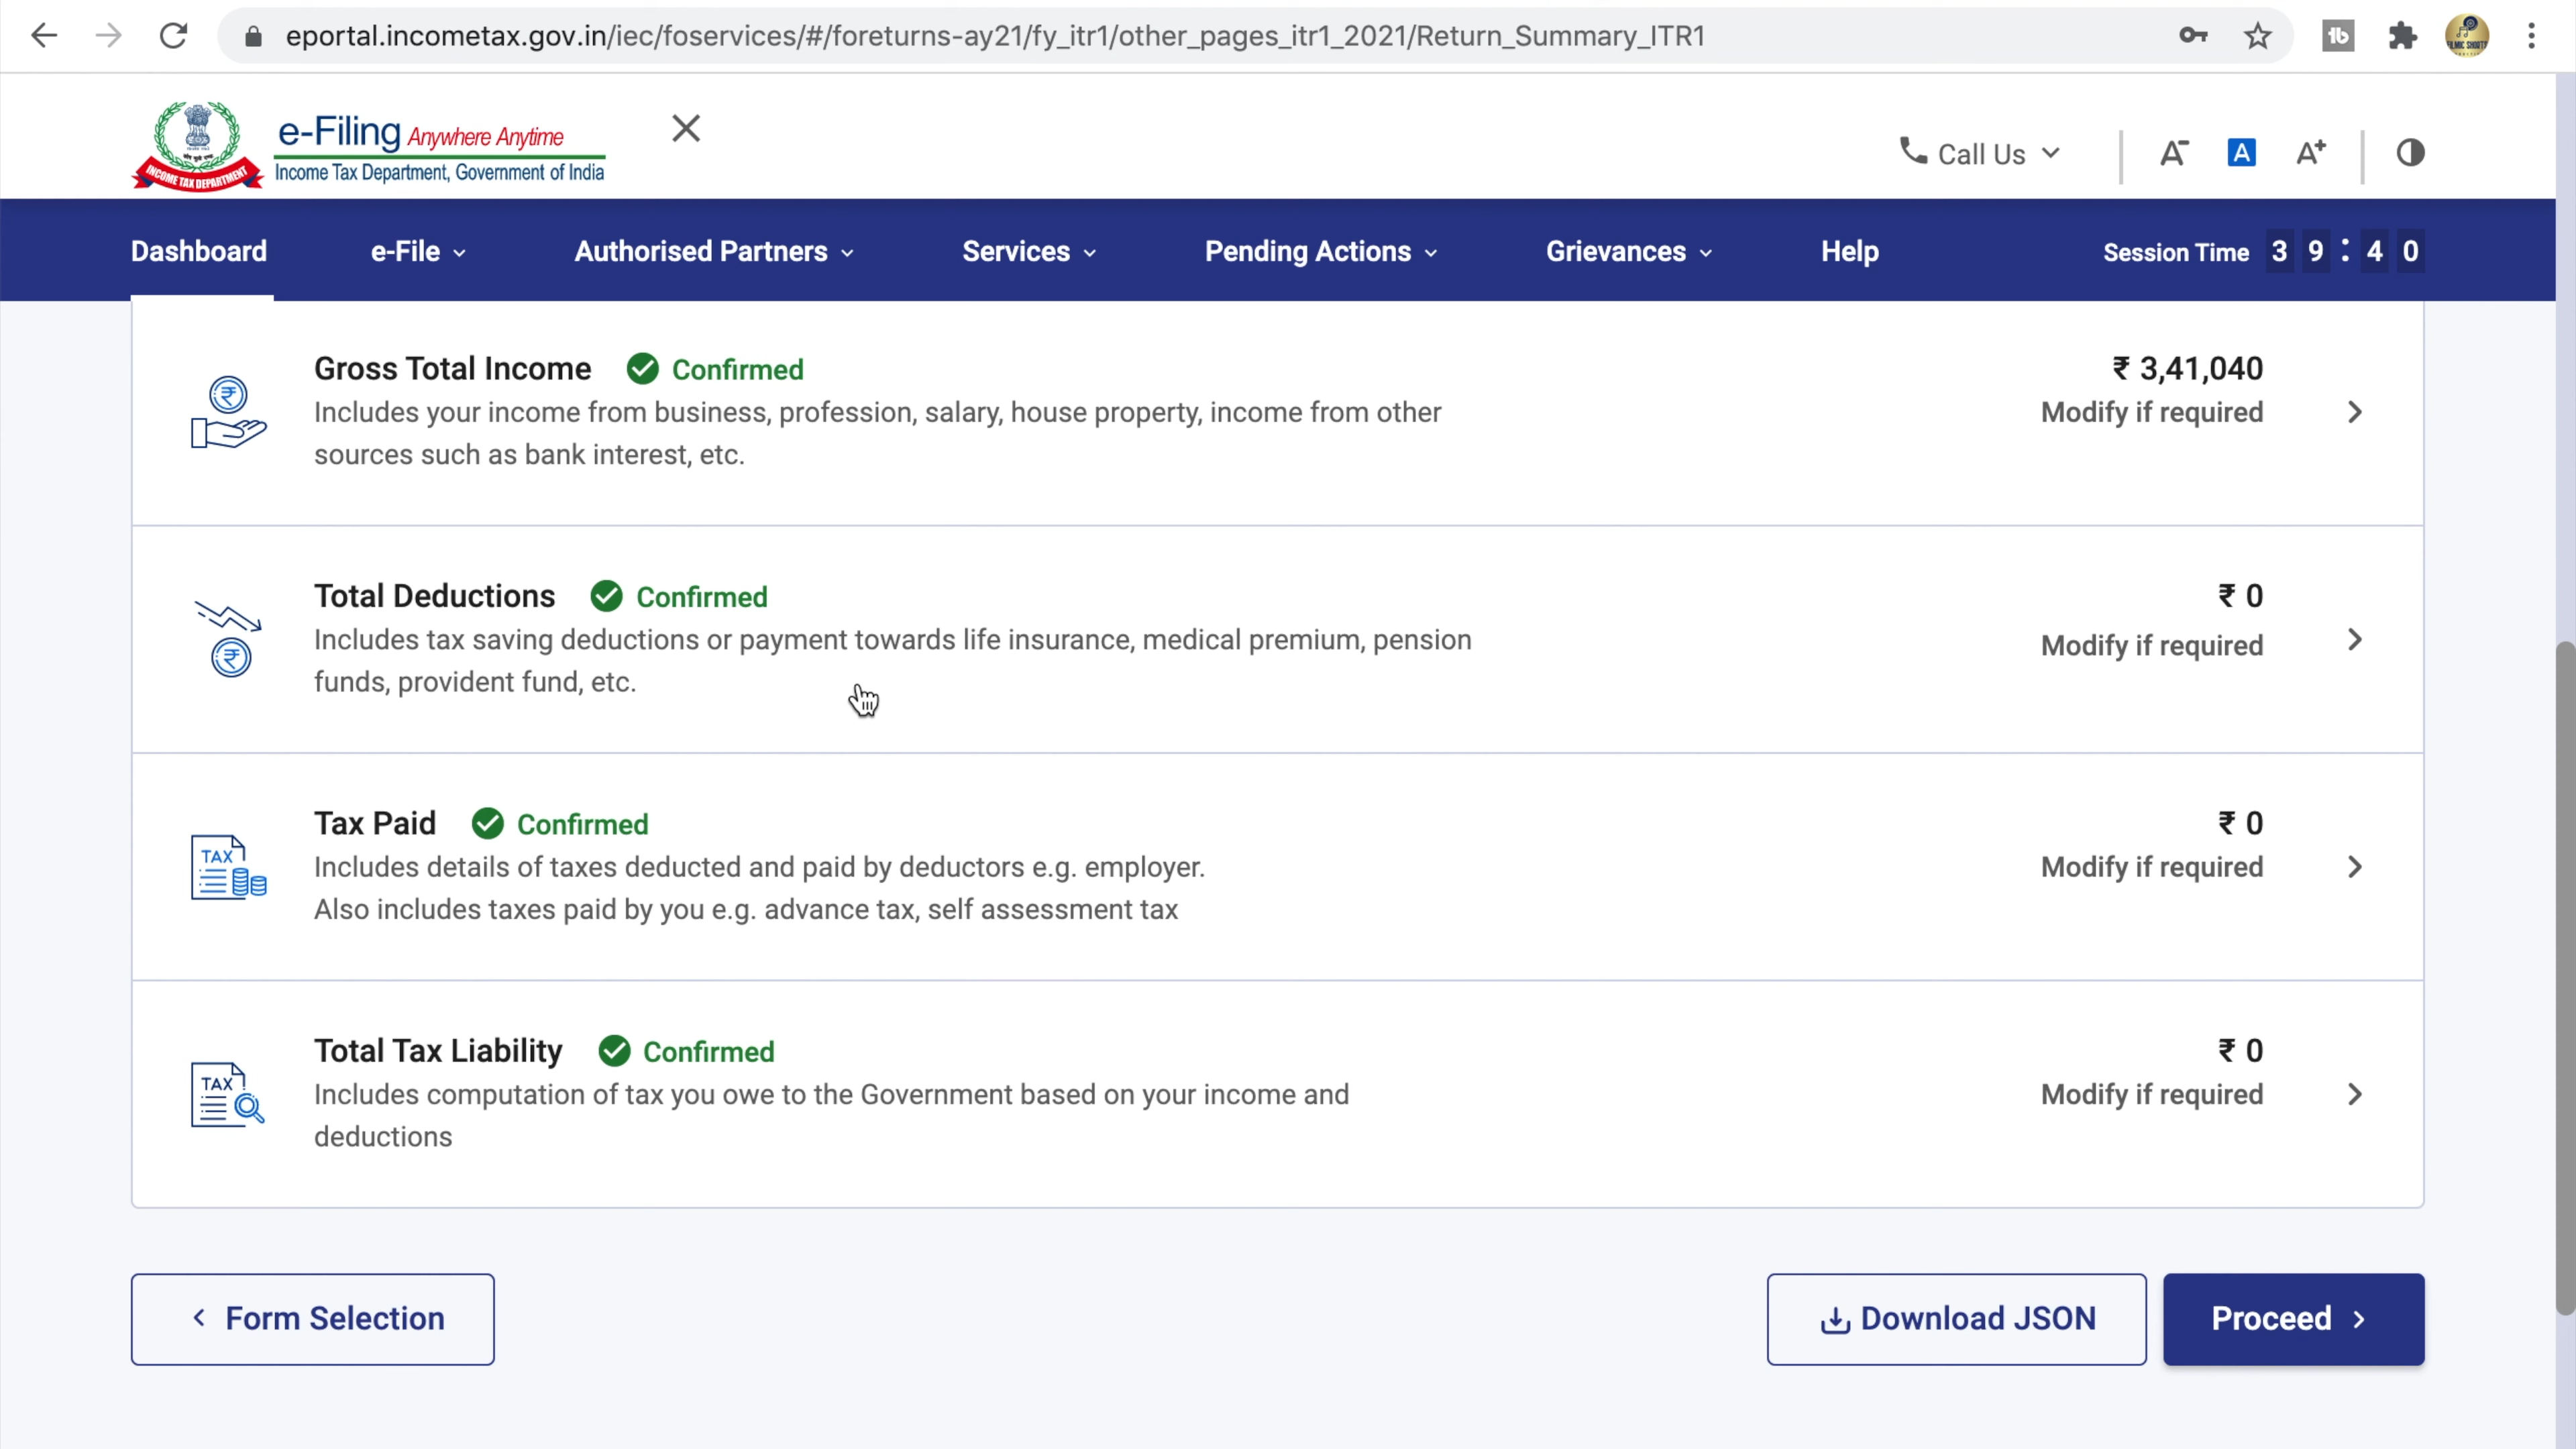 eportal.incometax.gov.in/iec/foservices/#/foreturns-ay21/fy_itr1/other_pages_itr1_2021/Return_Summary_ITR1
e-Filing Anywhere Anytime
Income Tax Department, Government of India
INCOME TAX DEPARTMENT
Call Us
A- A A+
Dashboard e-File Authorised Partners Services Pending Actions Grievances Help Session Time 39:40
Gross Total Income Confirmed ₹ 3,41,040
Includes your income from business, profession, salary, house property, income from other Modify if required
sources such as bank interest, etc.
Total Deductions Confirmed ₹ 0
Includes tax saving deductions or payment towards life insurance, medical premium, pension Modify if required
funds, provident fund, etc.
TAX
Tax Paid Confirmed ₹ 0
Includes details of taxes deducted and paid by deductors e.g. employer. Modify if required
Also includes taxes paid by you e.g. advance tax, self assessment tax
TAX
Total Tax Liability Confirmed ₹ 0
Includes computation of tax you owe to the Government based on your income and Modify if required
deductions
Form Selection Download JSON Proceed